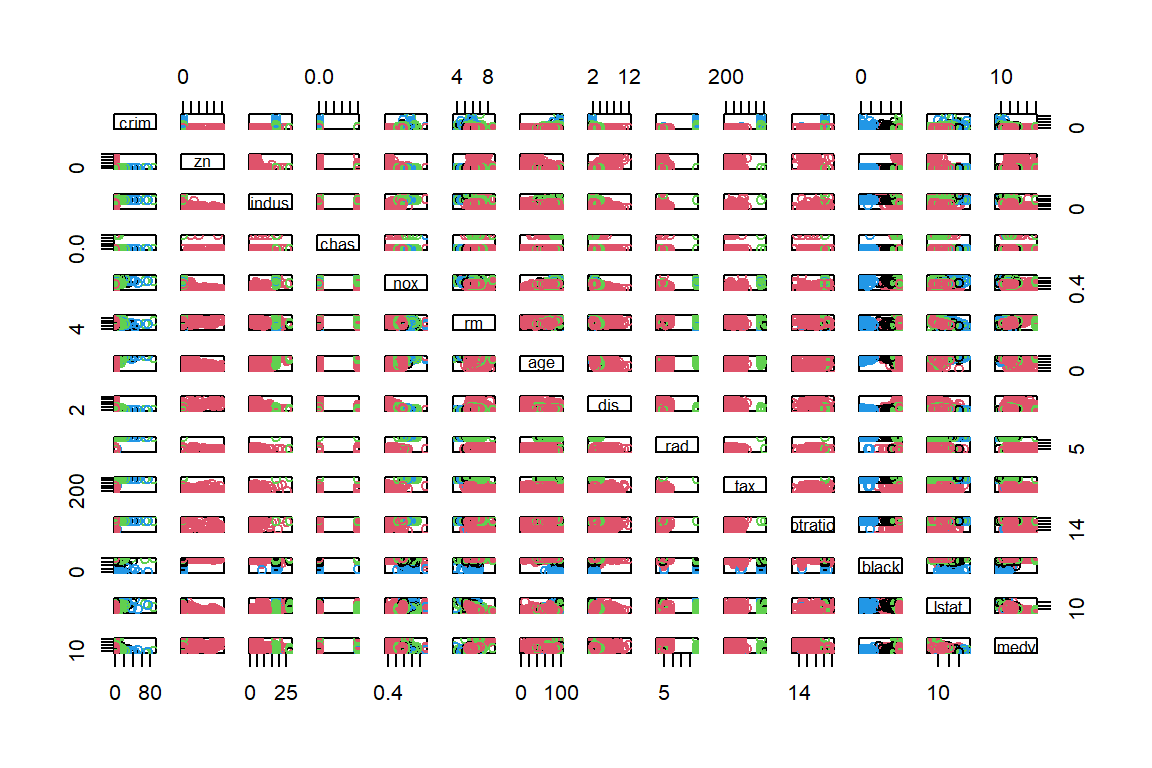 0 0.0 4 8 2 12 200 0 10
crim 0
0 zn
indus 0
0.0 chas
nox 0.4
4 rm
age 0
2 dis
rad 5
200 tax
ptratio 14
0 black
lstat 10
10 medv
0 80 0 25 0.4 0 100 5 14 10